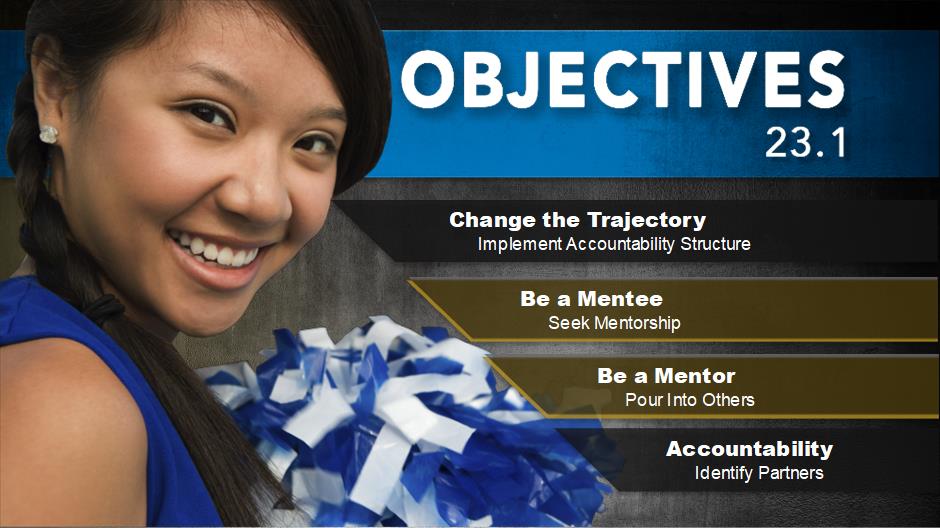 OBJECTIVES
23.1
Change the Trajectory
Implement Accountability Structure
Be a Mentee
Seek Mentorship
Be a Mentor
Pour Into Others
Accountability
Identify Partners